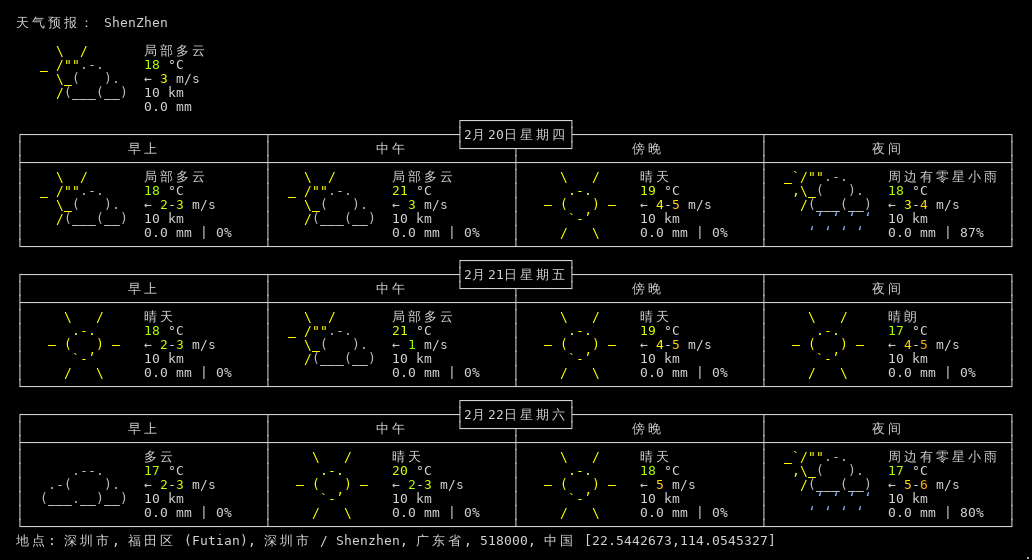 天气预报： ShenZhen
局部多云
18 °C
← 3 m/s
10 km
0.0 mm
2月20日星期四
早上 中午 傍晚 夜间
局部多云 局部多云 晴天 周边有零星小雨
18 °C 21 °C 19 °C 18 °C
← 2-3 m/s ← 3 m/s ← 4-5 m/s ← 3-4 m/s
10 km 10 km 10 km 10 km
0.0 mm | 0% 0.0 mm | 0% 0.0 mm | 0% 0.0 mm | 87%
2月21日星期五
早上 中午 傍晚 夜间
晴天 局部多云 晴天 晴朗
18 °C 21 °C 19 °C 17 °C
← 2-3 m/s ← 1 m/s ← 4-5 m/s ← 4-5 m/s
10 km 10 km 10 km 10 km
0.0 mm | 0% 0.0 mm | 0% 0.0 mm | 0% 0.0 mm | 0%
2月22日星期六
早上 中午 傍晚 夜间
多云 晴天 晴天 周边有零星小雨
17 °C 20 °C 18 °C 17 °C
← 2-3 m/s ← 2-3 m/s ← 5 m/s ← 5-6 m/s
10 km 10 km 10 km 10 km
0.0 mm | 0% 0.0 mm | 0% 0.0 mm | 0% 0.0 mm | 80%
地点: 深圳市, 福田区 (Futian), 深圳市 / Shenzhen, 广东省, 518000, 中国 [22.5442673,114.0545327]